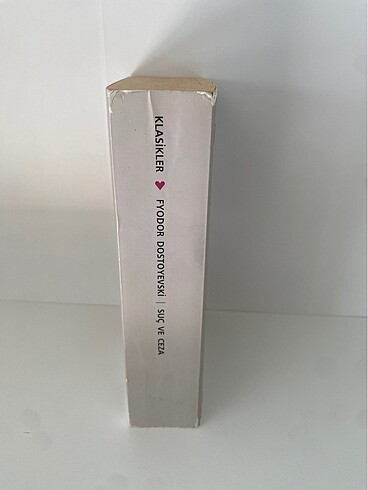 KLASİKLER ♥ FYODOR DOSTOYEVSKİ | SUÇ VE CEZA